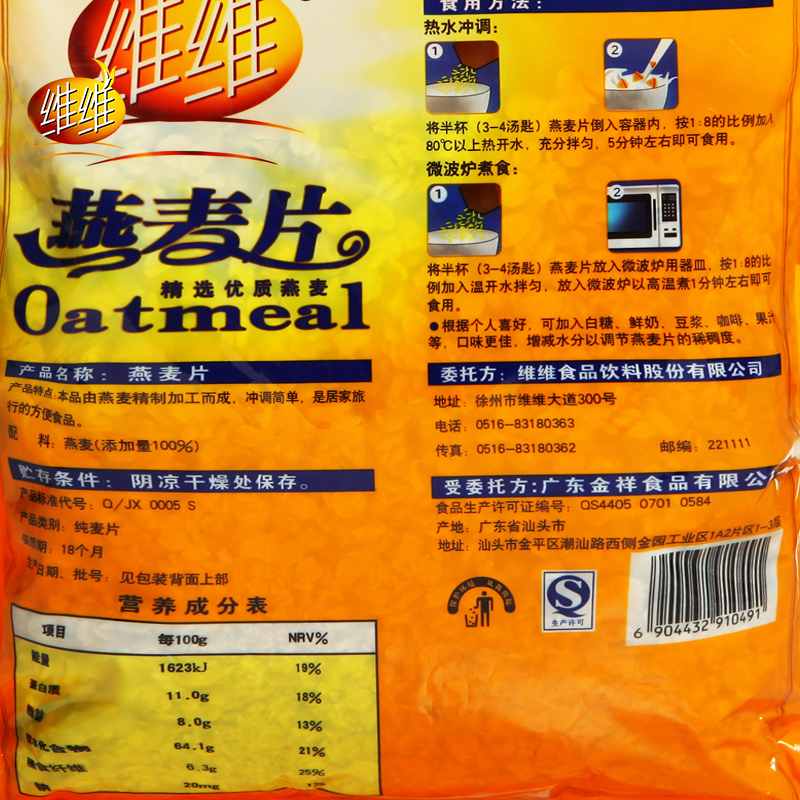 维维
维维
燕麦片
精选优质燕麦
Oatmeal
产品名称：燕麦片
产品特点：本品由燕麦精制加工而成，冲调简单，是居家旅
行的方便食品。
配 料：燕麦(添加量100%)
贮存条件：阴凉干燥处保存。
产品标准代号：Q/JX 0005 S
产品类别：纯麦片
保质期：18个月
生产日期、批号：见包装背面上部
营养成分表
项目 每100g NRV%
能量 1623kJ 19%
蛋白质 11.0g 18%
脂肪 8.0g 13%
碳水化合物 64.1g 21%
膳食纤维 6.3g 25%
钠 20mg
食用方法：
热水冲调：
1 2
将半杯（3-4汤匙）燕麦片倒入容器内，按1:8的比例加入
80℃以上热开水，充分拌匀，5分钟左右即可食用。
微波炉煮食：
1 2
将半杯（3-4汤匙）燕麦片放入微波炉用器皿，按1:8的比
例加入温开水拌匀，放入微波炉以高温煮1分钟左右即可
食用。
●根据个人喜好，可加入白糖、鲜奶、豆浆、咖啡、果汁
等，口味更佳，增减水分以调节燕麦片的稀稠度。
委托方：维维食品饮料股份有限公司
地址：徐州市维维大道300号
电话：0516-83180363
传真：0516-83180362 邮编：221111
受委托方：广东金祥食品有限公
食品生产许可证编号：QS4405 0701 0584
产地：广东省汕头市
地址：汕头市金平区潮汕路西侧金园工业区1A2片区1-3
保护环境 从我做起
QS
生产许可
6 904432 910491